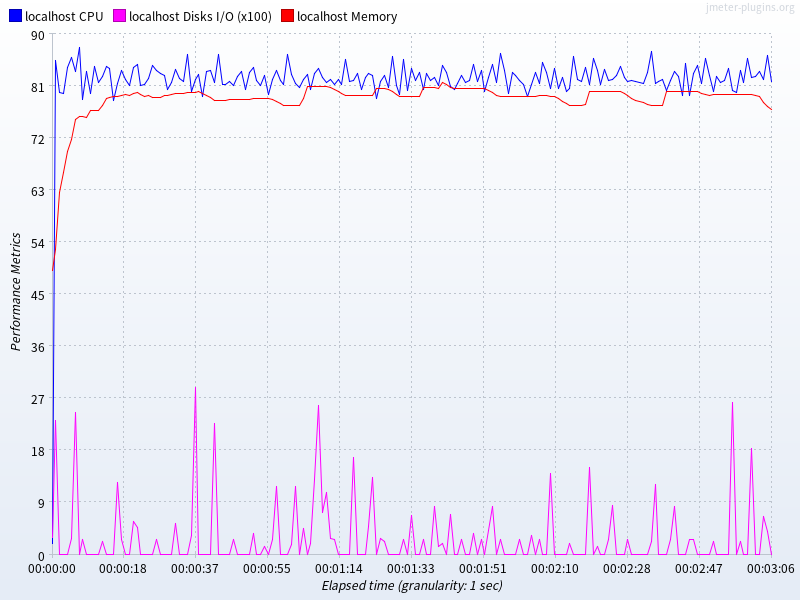 jmeter-plugins.org
localhost CPU localhost Disks I/O (x100) localhost Memory
90
81
72
63
54
45
36
27
18
9
0
Performance Metrics
00:00:00 00:00:18 00:00:37 00:00:55 00:01:14 00:01:33 00:01:51 00:02:10 00:02:28 00:02:47 00:03:06
Elapsed time (granularity: 1 sec)